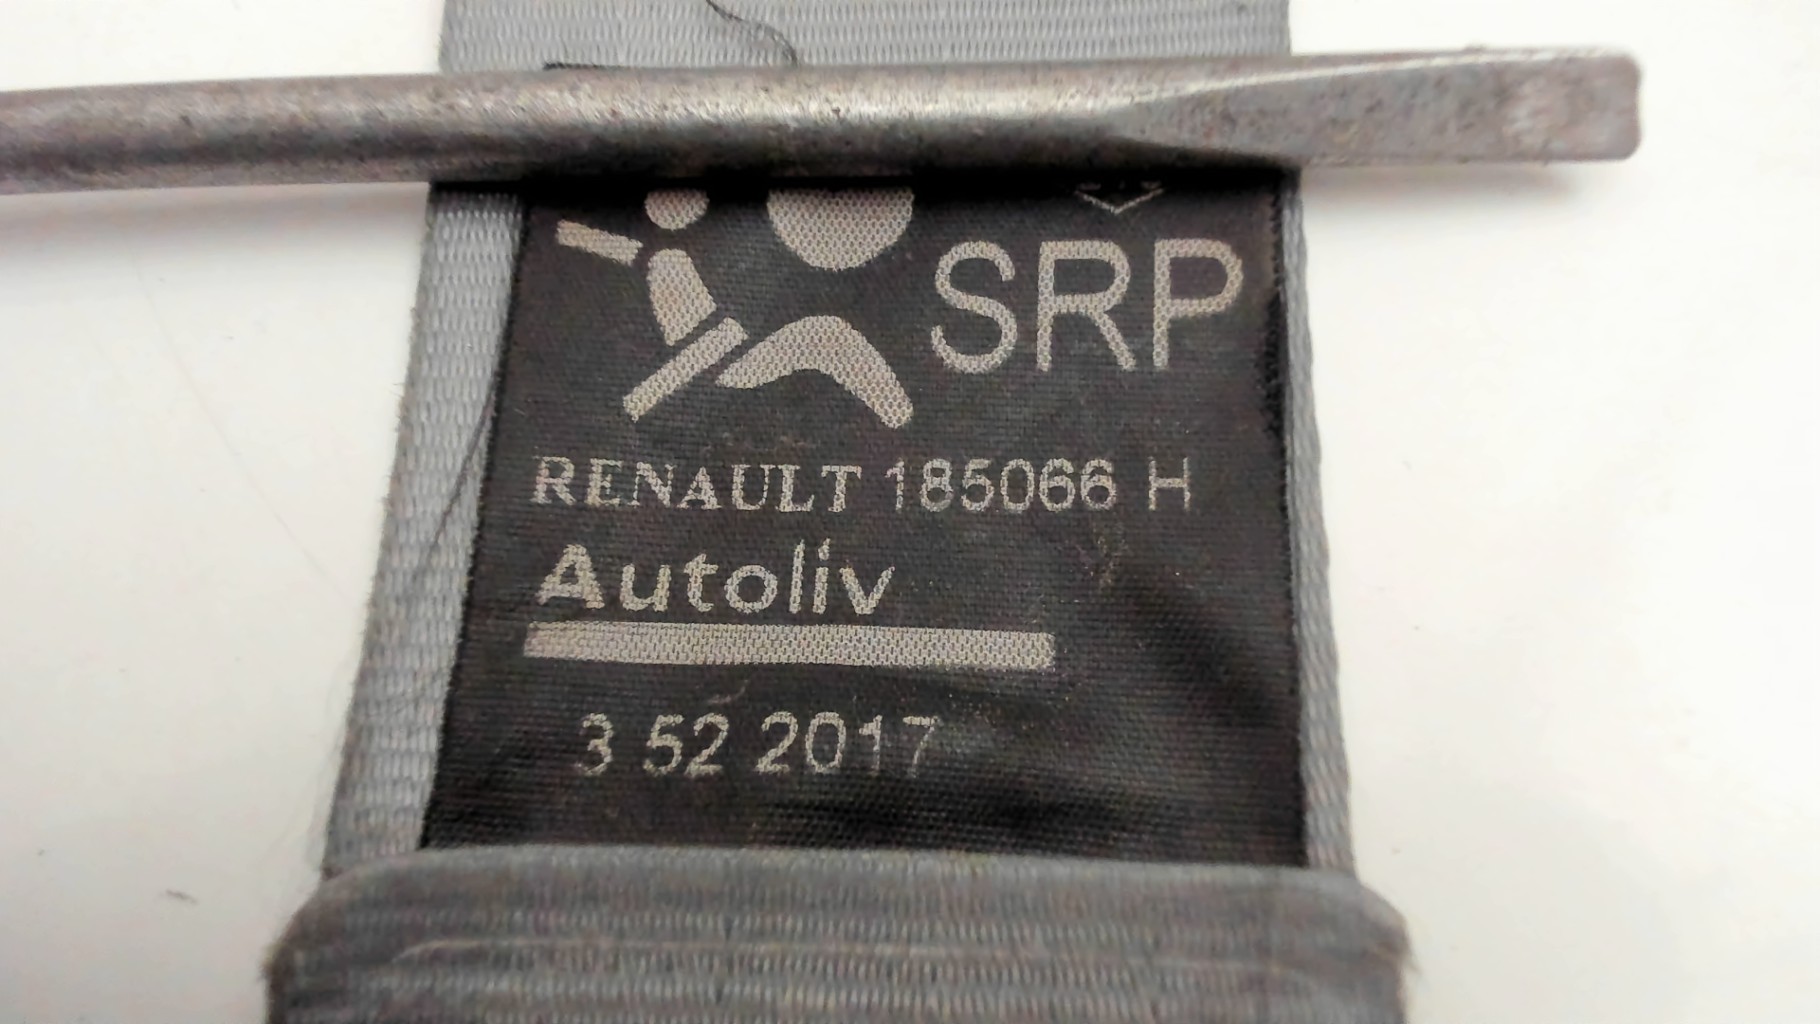 SRP
RENAULT 185066 H
Autoliv
3 52 2017